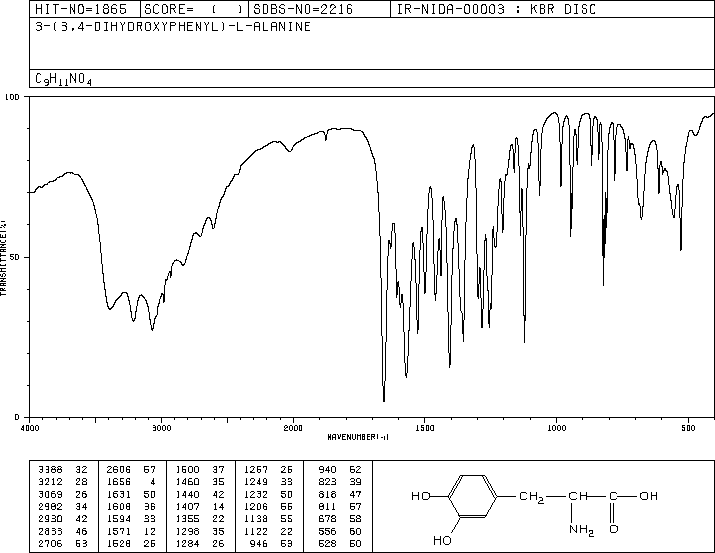 HIT-NO=1865 SCORE= ( ) SDBS-NO=2216 IR-NIDA-00003 : KBR DISC
3-(3,4-DIHYDROXYPHENYL)-L-ALANINE
C9H11NO4
100
50
0
TRANSMITTANCE(%)
4000 3000 2000 1500 1000 500
WAVENUMBER(-1)
3388 32 2606 57 1500 37 1267 26 940 52
3212 28 1656 4 1460 35 1249 33 823 39
3069 26 1631 50 1440 42 1232 50 818 47
2982 34 1608 36 1407 14 1206 55 811 57
2930 42 1594 33 1355 22 1138 55 678 58
2833 46 1571 12 1298 35 1122 22 556 60
2706 53 1528 25 1284 26 946 53 528 50
HO
HO
CH2
CH
NH2
C
O
OH